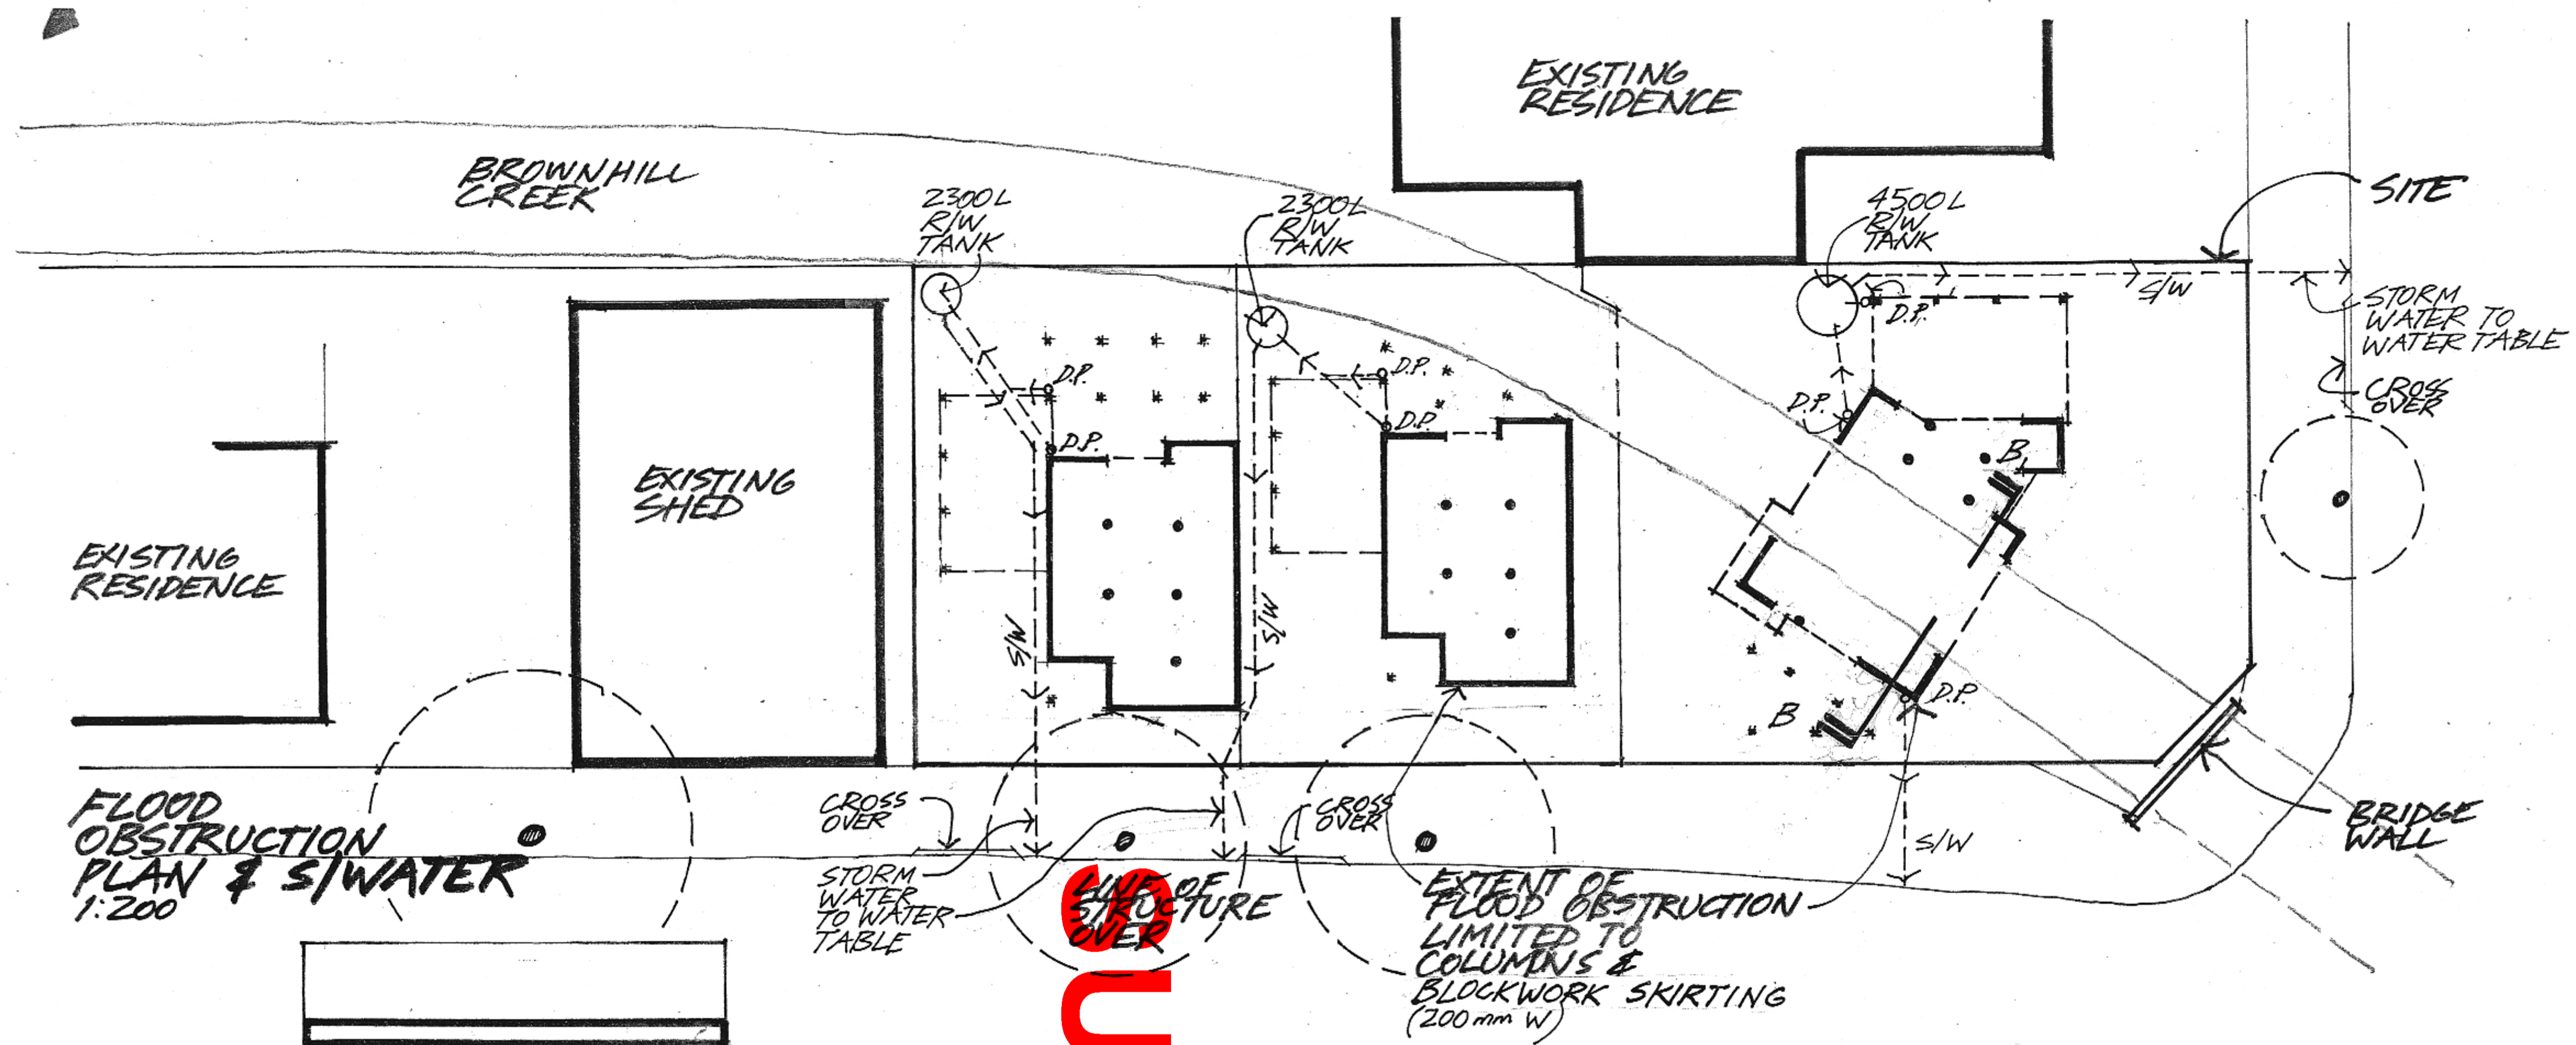 EXISTING
RESIDENCE
BROWNHILL
CREEK
2300L
R/W
TANK
2300L
R/W
TANK
4500L
R/W
TANK
SITE
S/W
D.P.
STORM
WATER TO
WATER TABLE
CROSS
OVER
D.P.
D.P.
D.P.
D.P.
D.P.
B
EXISTING
SHED
EXISTING
RESIDENCE
S/W
S/W
B
D.P.
FLOOD
OBSTRUCTION
PLAN & S/WATER
1:200
CROSS
OVER
CROSS
OVER
STORM
WATER
TO WATER
TABLE
LINE OF
STRUCTURE
OVER
EXTENT OF
FLOOD OBSTRUCTION
LIMITED TO
COLUMNS &
BLOCKWORK SKIRTING
(200mm W)
S/W
BRIDGE
WALL
SU